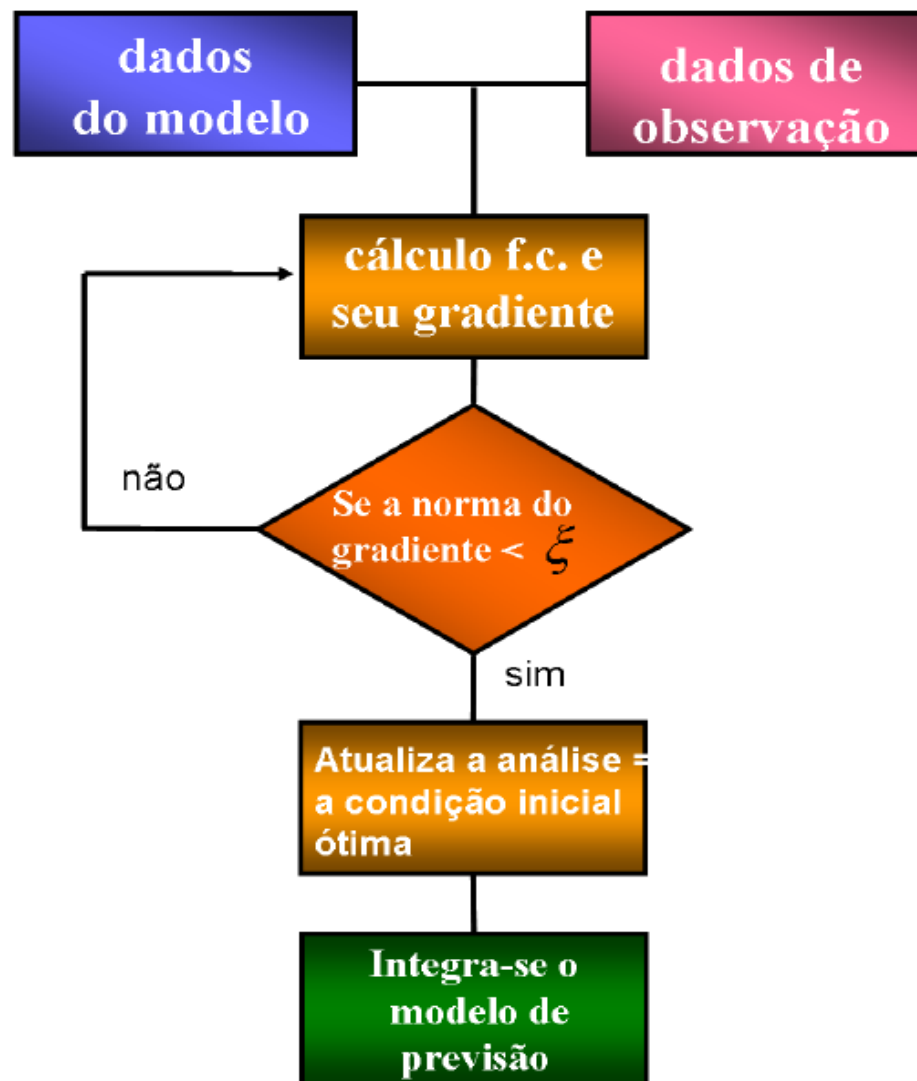 dados
do modelo
dados de
observação
cálculo f.c. e
seu gradiente
não
Se a norma do
gradiente < ξ
sim
Atualiza a análise =
a condição inicial
ótima
Integra-se o
modelo de
previsão